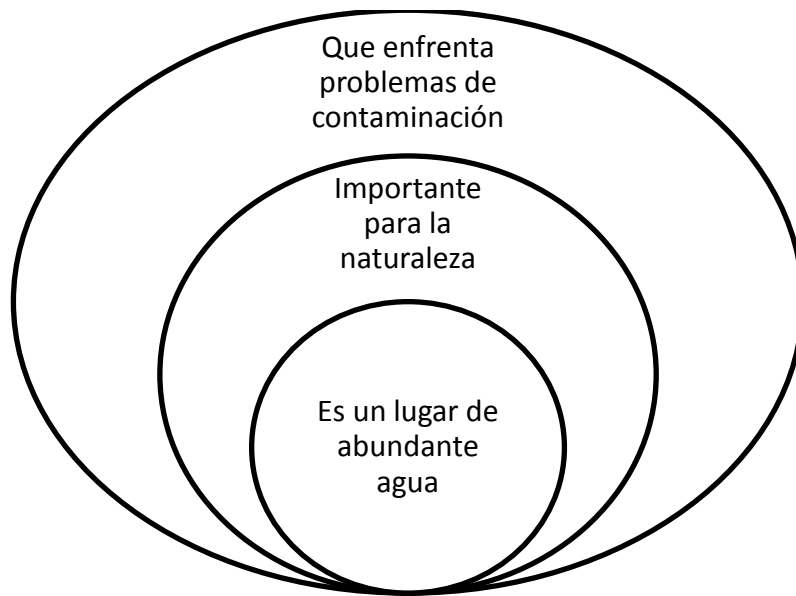 Que enfrenta
problemas de
contaminación
Importante
para la
naturaleza
Es un lugar de
abundante
agua